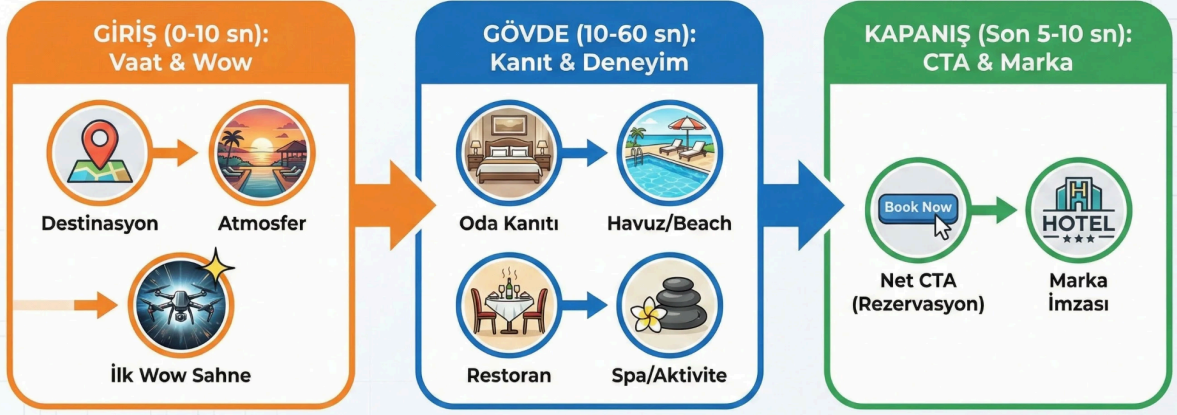 GİRİŞ (0-10 sn):
Vaat & Wow
Destinasyon
Atmosfer
İlk Wow Sahne
GÖVDE (10-60 sn):
Kanıt & Deneyim
Oda Kanıtı
Havuz/Beach
Restoran
Spa/Aktivite
KAPANIŞ (Son 5-10 sn):
CTA & Marka
Book Now
Net CTA
(Rezervasyon)
H
HOTEL
Marka
İmzası